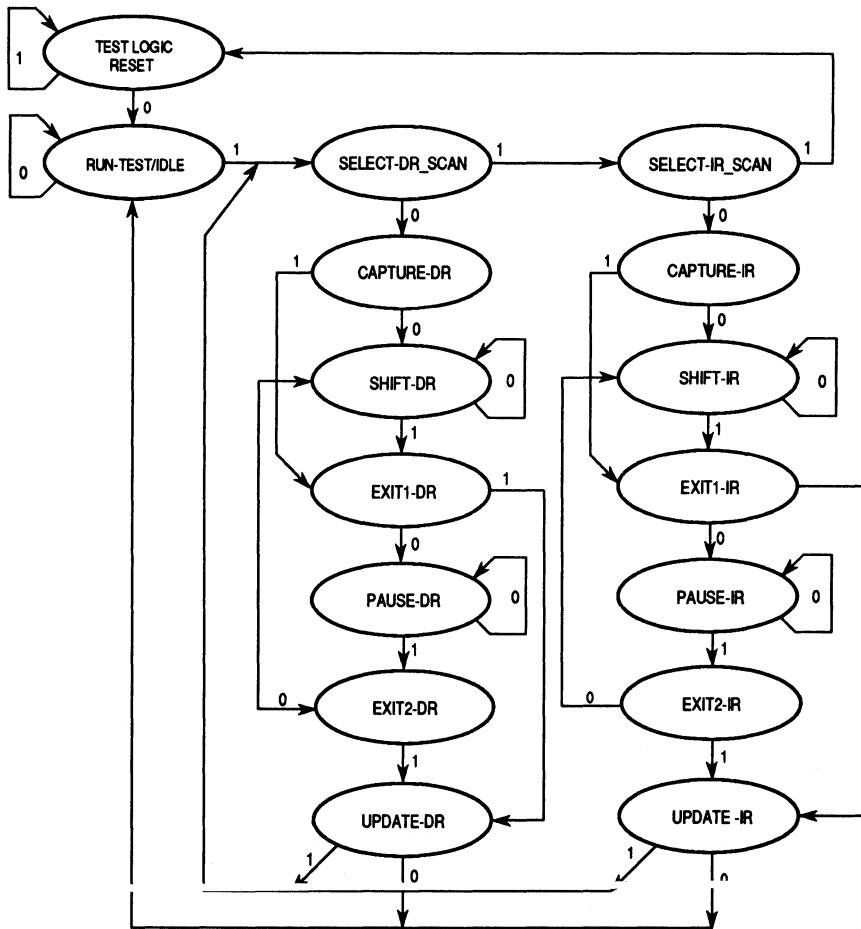 TEST LOGIC
RESET
1
0
RUN-TEST/IDLE
0
1
SELECT-DR_SCAN
1
SELECT-IR_SCAN
1
0
0
CAPTURE-DR
1
CAPTURE-IR
1
0
0
SHIFT-DR
0
SHIFT-IR
0
1
1
EXIT1-DR
1
EXIT1-IR
0
0
PAUSE-DR
0
PAUSE-IR
0
1
1
EXIT2-DR
0
EXIT2-IR
0
1
1
UPDATE-DR
UPDATE -IR
1
0
1
0